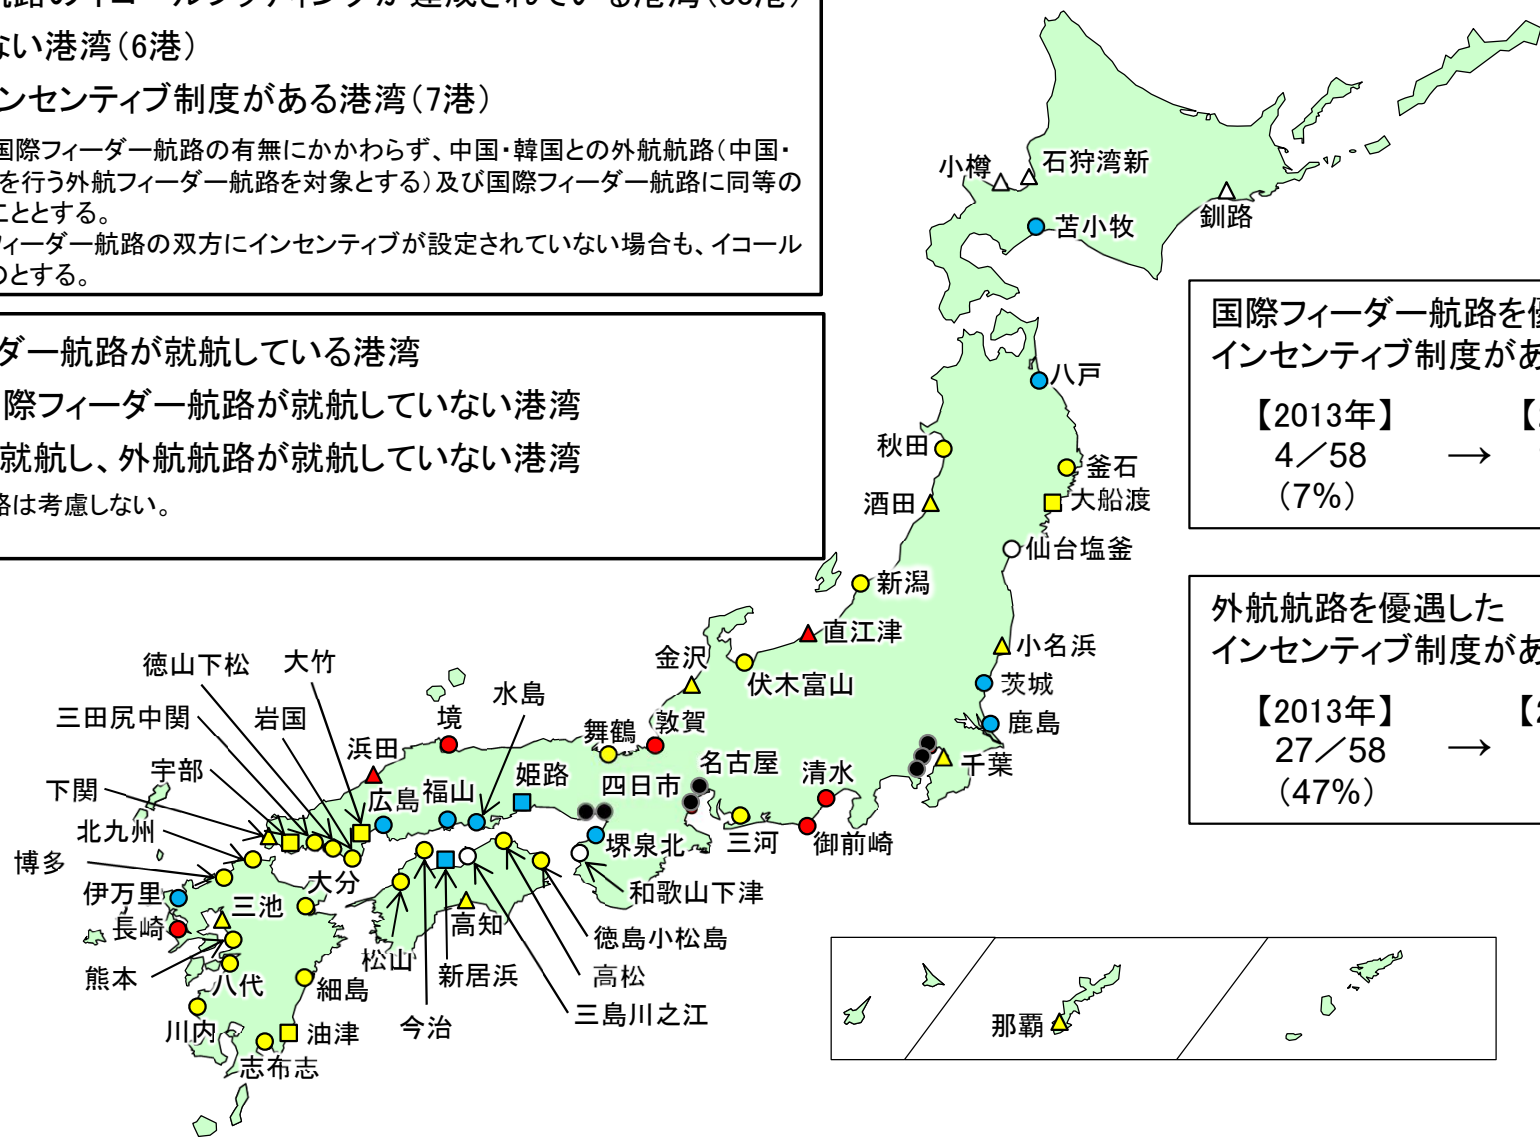 ない港湾(6港)
ンセンティブ制度がある港湾(7港)
国際フィーダー航路の有無にかかわらず、中国・韓国との外航航路(中国・
を行う外航フィーダー航路を対象とする)及び国際フィーダー航路に同等の
こととする。
フィーダー航路の双方にインセンティブが設定されていない場合も、イコール
のとする。
ダー航路が就航している港湾
際フィーダー航路が就航していない港湾
就航し、外航航路が就航していない港湾
路は考慮しない。
国際フィーダー航路を優
インセンティブ制度があ
【2013年】
4/58 →
(7%)
外航航路を優遇した
インセンティブ制度があ
【2013年】 【2
27/58 →
(47%)
小樽
石狩湾新
釧路
苫小牧
八戸
秋田
釜石
酒田
大船渡
仙台塩釜
新潟
直江津
小名浜
金沢
伏木富山
茨城
鹿島
千葉
徳山下松
大竹
水島
三田尻中関
岩国
境
舞鶴
敦賀
浜田
名古屋
宇部
姫路
四日市
清水
下関
広島
福山
北九州
堺泉北
三河
御前崎
博多
大分
和歌山下津
伊万里
三池
長崎
高知
徳島小松島
松山
新居浜
高松
熊本
八代
細島
三島川之江
今治
川内
油津
志布志
那覇